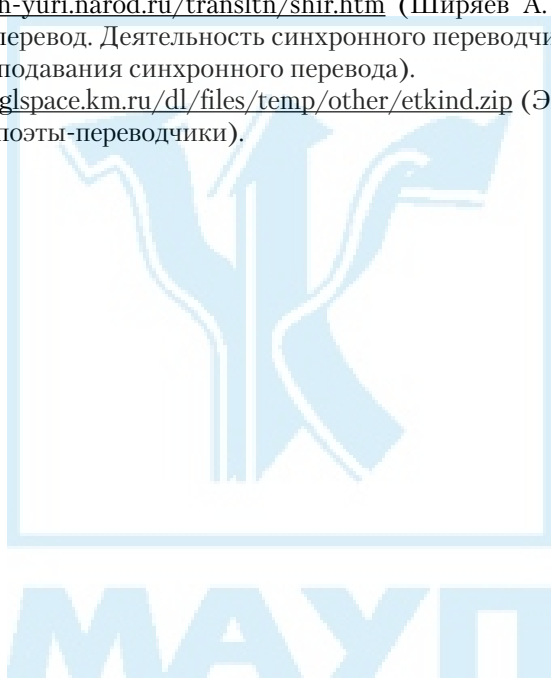 n-yuri.narod.ru/transltn/shir.htm (Ширяев А.
перевод. Деятельность синхронного переводчи
подавания синхронного перевода).
glspace.km.ru/dl/files/temp/other/etkind.zip (Э
поэты-переводчики).
МАУП